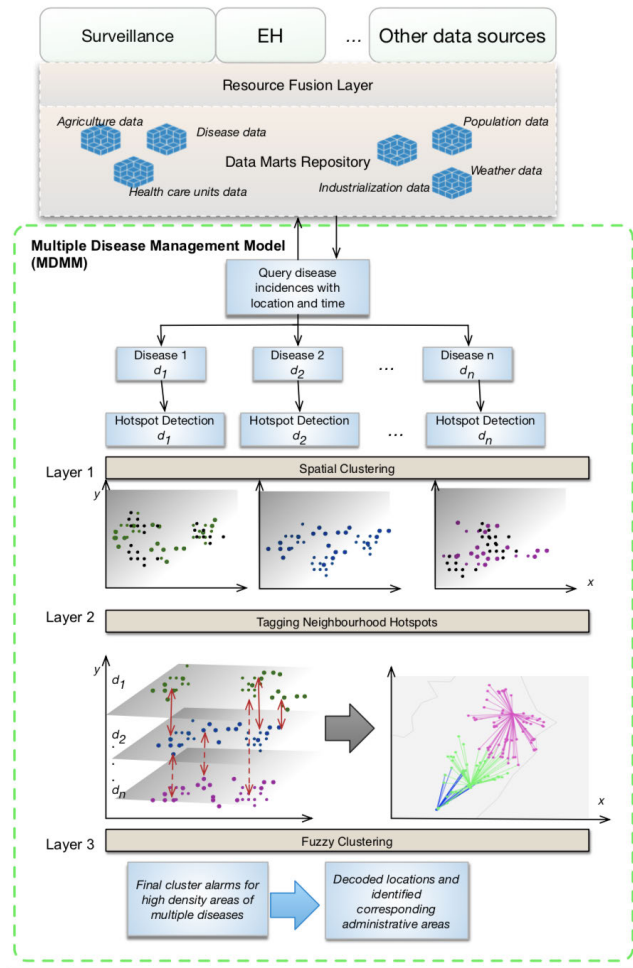 Surveillance
EH
...
Other data sources
Resource Fusion Layer
Agriculture data
Disease data
Population data
Data Marts Repository
Weather data
Health care units data
Industrialization data
Multiple Disease Management Model
(MDMM)
Query disease
incidences with
location and time
Disease 1
d1
Disease 2
d2
...
Disease n
dn
Hotspot Detection
d1
Hotspot Detection
d2
...
Hotspot Detection
dn
Layer 1
Spatial Clustering
y
x
Layer 2
Tagging Neighbourhood Hotspots
y
d1
d2
.
.
.
dn
x
Layer 3
Fuzzy Clustering
Final cluster alarms for
high density areas of
multiple diseases
Decoded locations and
identified
corresponding
administrative areas